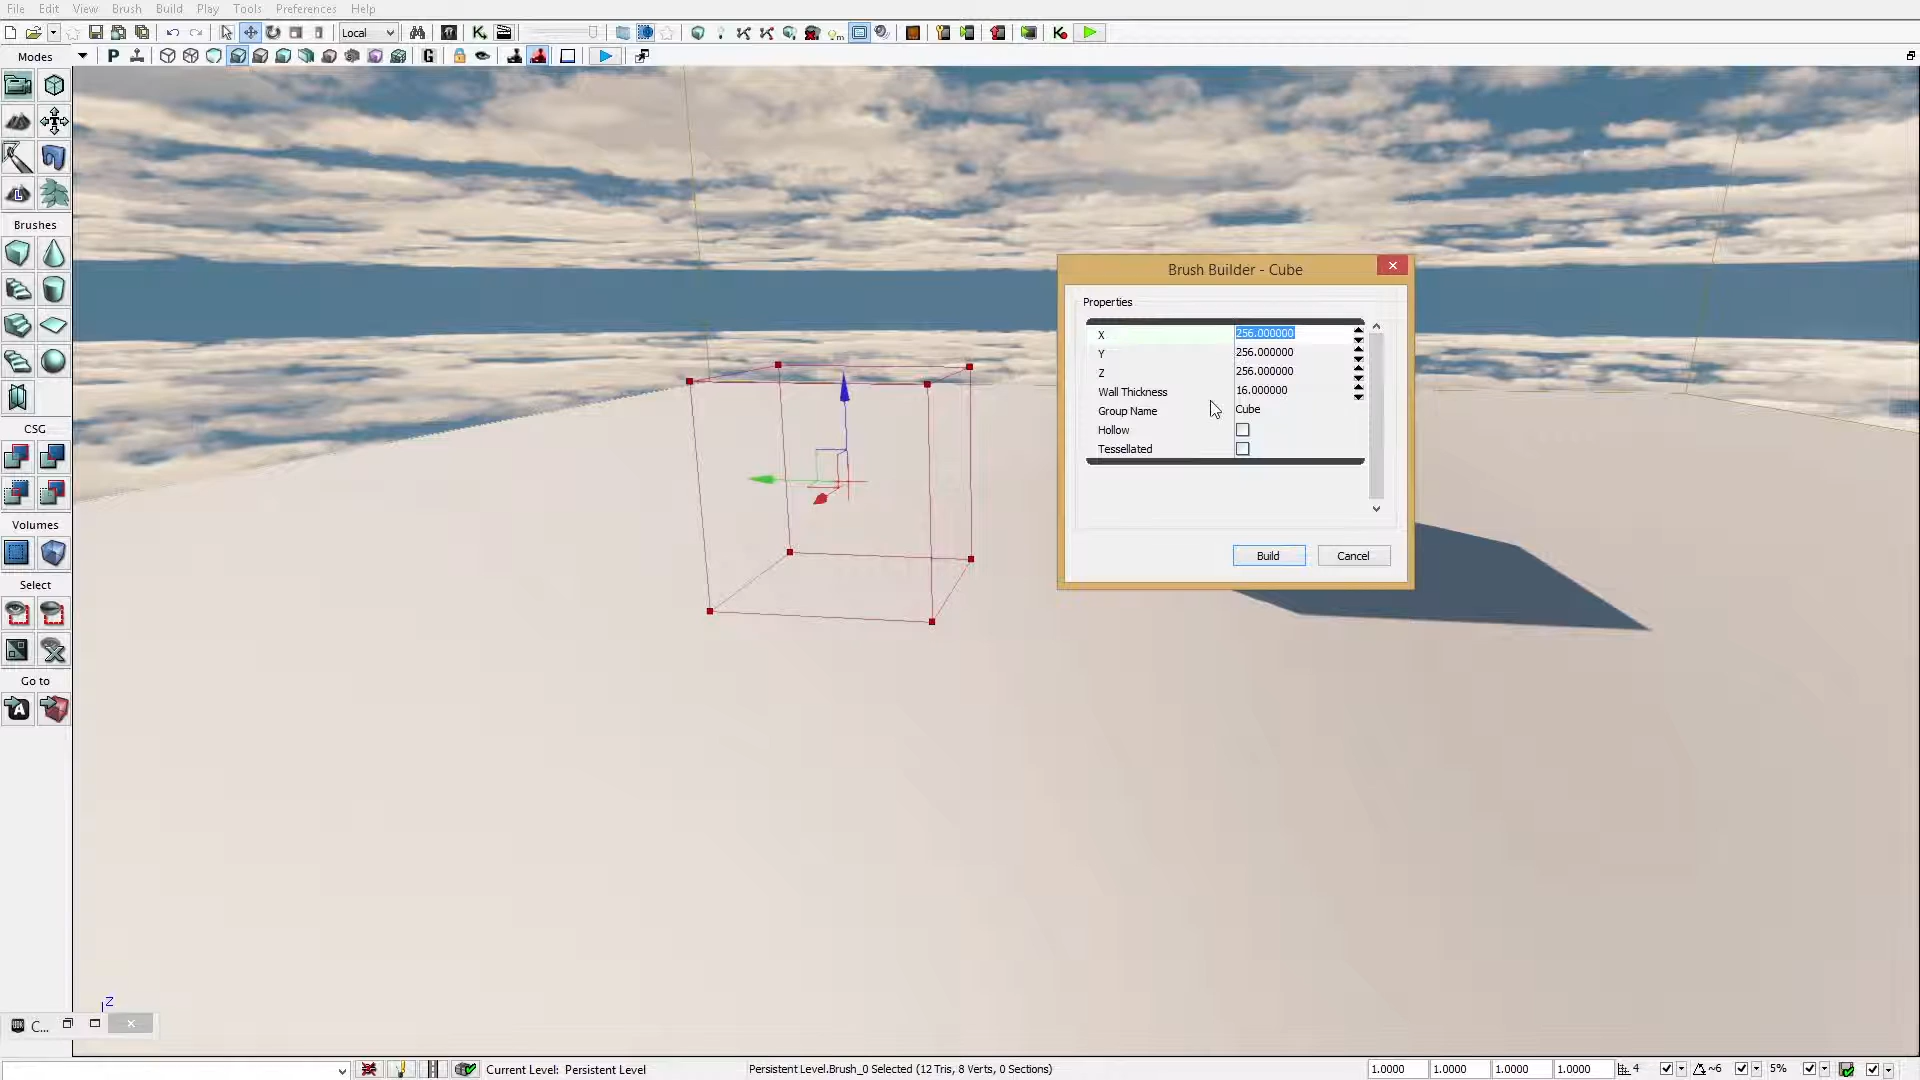 File Edit View Brush Build Play Tools Preferences Help
Local
Modes
P
G
Brushes
CSG
Volumes
Select
Go to
Brush Builder - Cube
Properties
X 256.000000
Y 256.000000
Z 256.000000
Wall Thickness 16.000000
Group Name Cube
Hollow
Tessellated
Build Cancel
Z
C...
Current Level: Persistent Level
Persistent Level.Brush_0 Selected (12 Tris, 8 Verts, 0 Sections)
1.0000 1.0000 1.0000 1.0000 4 ~6 5%